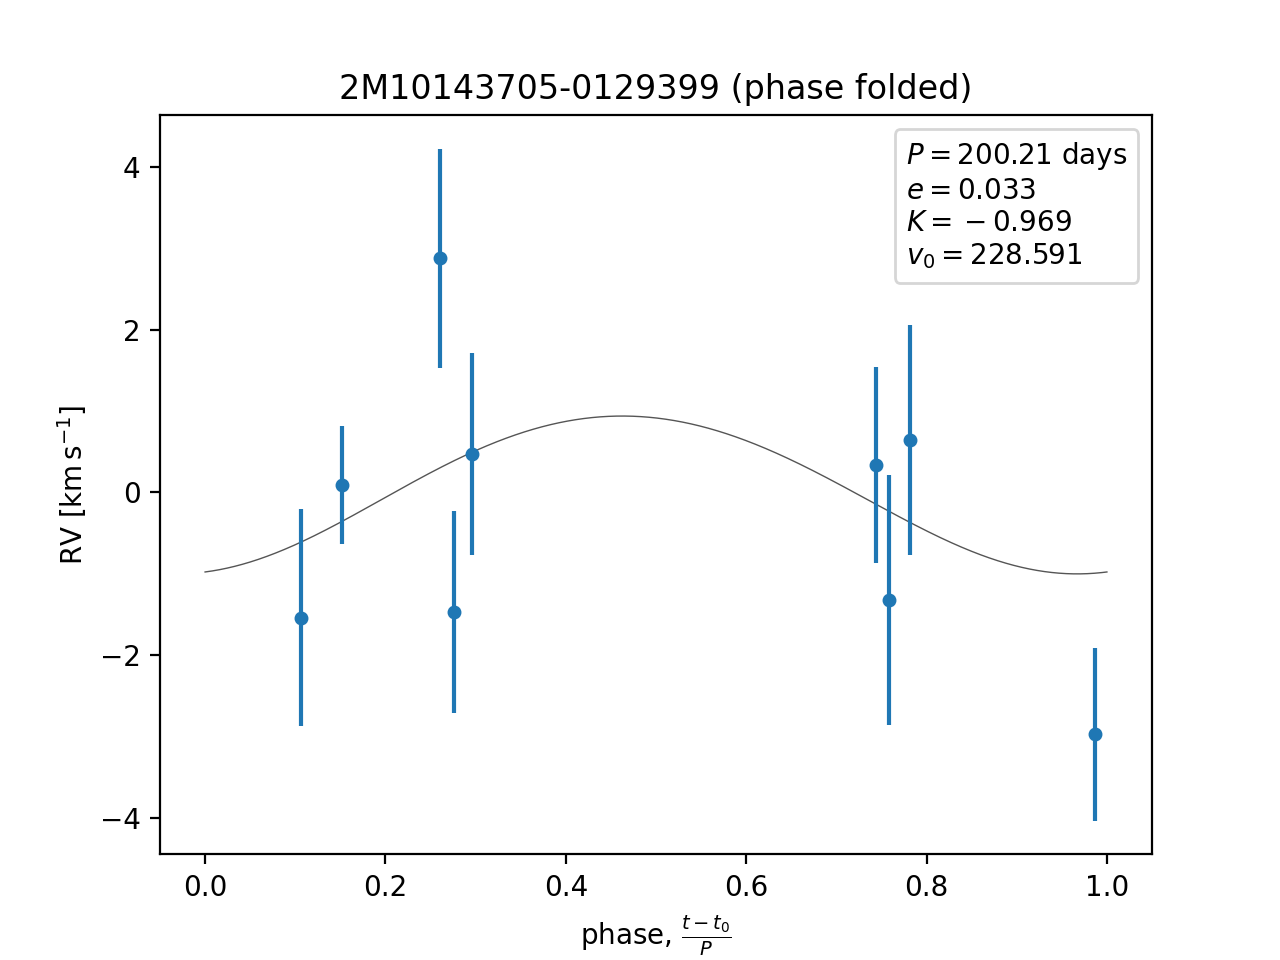 2M10143705-0129399 (phase folded)
P = 200.21 days
e = 0.033
K = −0.969
v₀ = 228.591
RV [km s⁻¹]
4
2
0
−2
−4
0.0 0.2 0.4 0.6 0.8 1.0
phase, (t − t₀)/P